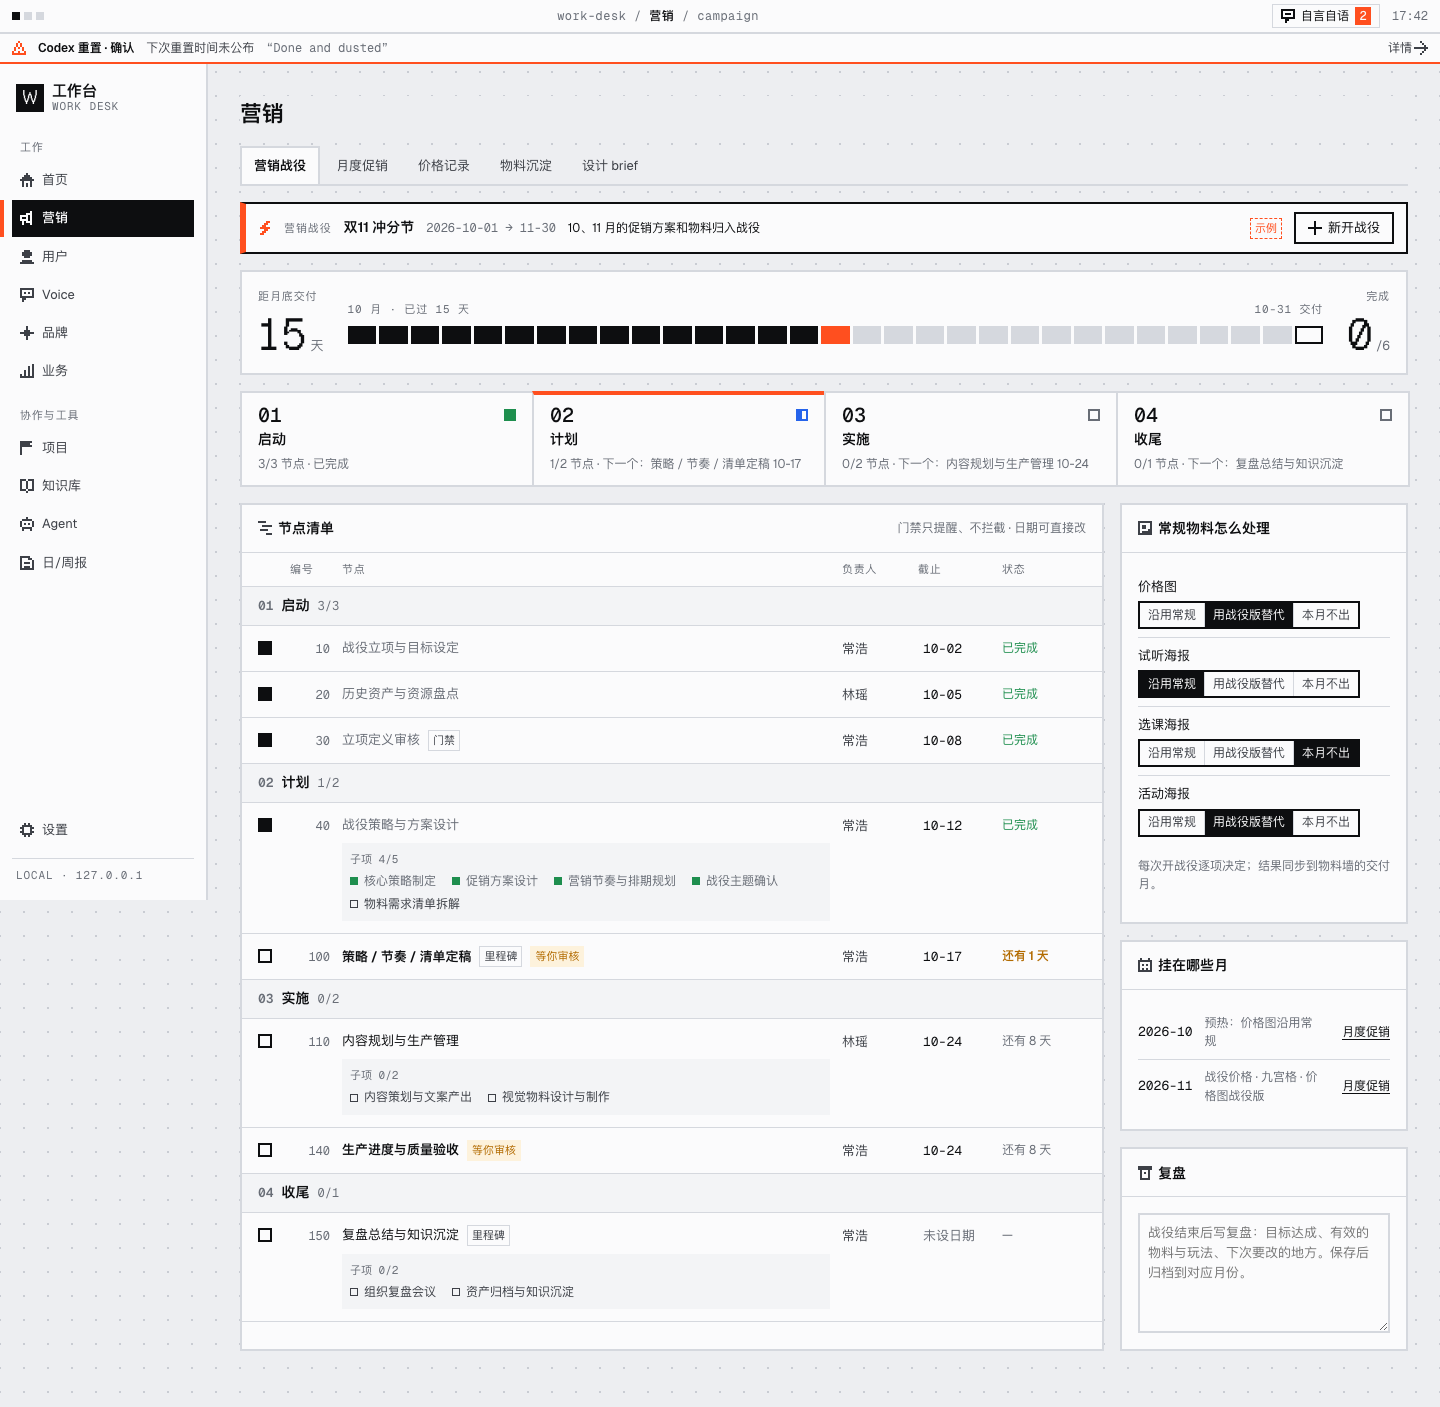 work-desk / 营销 / campaign
自言自语 2 17:42
Codex 重置 · 确认 下次重置时间未公布 “Done and dusted” 详情
W 工作台
WORK DESK
工作
首页
营销
用户
Voice
品牌
业务
协作与工具
项目
知识库
Agent
日/周报
设置
LOCAL · 127.0.0.1
营销
营销战役 月度促销 价格记录 物料沉淀 设计 brief
营销战役 双11 冲分节 2026-10-01 → 11-30 10、11 月的促销方案和物料归入战役 示例 新开战役
距月底交付
15 天
10 月 · 已过 15 天 10-31 交付
完成
0 /6
01
启动
3/3 节点 · 已完成
02
计划
1/2 节点 · 下一个：策略 / 节奏 / 清单定稿 10-17
03
实施
0/2 节点 · 下一个：内容规划与生产管理 10-24
04
收尾
0/1 节点 · 下一个：复盘总结与知识沉淀
节点清单 门禁只提醒、不拦截 · 日期可直接改
编号 节点 负责人 截止 状态
01 启动 3/3
10 战役立项与目标设定 常浩 10-02 已完成
20 历史资产与资源盘点 林瑶 10-05 已完成
30 立项定义审核 门禁 常浩 10-08 已完成
02 计划 1/2
40 战役策略与方案设计 常浩 10-12 已完成
子项 4/5
核心策略制定 促销方案设计 营销节奏与排期规划 战役主题确认
物料需求清单拆解
100 策略 / 节奏 / 清单定稿 里程碑 等你审核 常浩 10-17 还有 1 天
03 实施 0/2
110 内容规划与生产管理 林瑶 10-24 还有 8 天
子项 0/2
内容策划与文案产出 视觉物料设计与制作
140 生产进度与质量验收 等你审核 常浩 10-24 还有 8 天
04 收尾 0/1
150 复盘总结与知识沉淀 里程碑 常浩 未设日期 —
子项 0/2
组织复盘会议 资产归档与知识沉淀
常规物料怎么处理
价格图
沿用常规 用战役版替代 本月不出
试听海报
沿用常规 用战役版替代 本月不出
选课海报
沿用常规 用战役版替代 本月不出
活动海报
沿用常规 用战役版替代 本月不出
每次开战役逐项决定；结果同步到物料墙的交付
月。
挂在哪些月
2026-10 预热：价格图沿用常
规 月度促销
2026-11 战役价格 · 九宫格 · 价
格图战役版 月度促销
复盘
战役结束后写复盘：目标达成、有效的
物料与玩法、下次要改的地方。保存后
归档到对应月份。